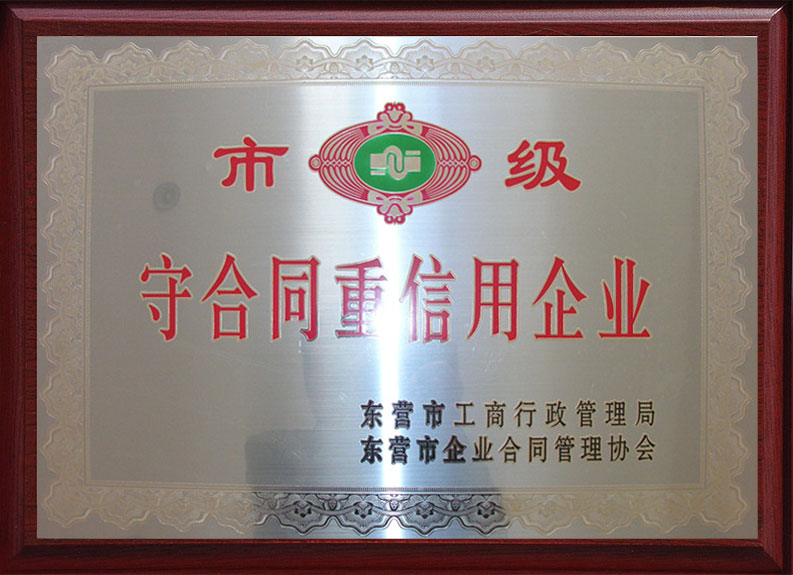 市 级
守合同重信用企业
东营市工商行政管理局
东营市企业合同管理协会